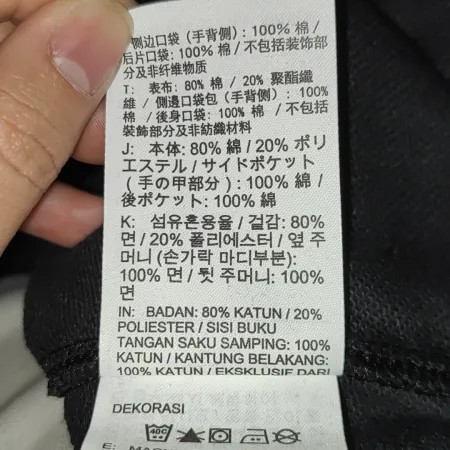 侧边口袋（手背侧）: 100% 棉 /
后片口袋: 100% 棉 / 不包括装饰部
分及非纤维物质
T: 表布: 80% 棉 / 20% 聚酯纖
維 / 側邊口袋包（手背側）: 100%
棉 / 後身口袋: 100% 棉 / 不包括
裝飾部分及非紡織材料
J: 本体: 80% 綿 / 20% ポリ
エステル / サイドポケット
(手の甲部分): 100% 綿 /
後ポケット: 100% 綿
K: 섬유혼용율 / 겉감: 80%
면 / 20% 폴리에스터 / 옆 주
머니 (손가락 마디부분):
100% 면 / 뒷 주머니: 100%
면
IN: BADAN: 80% KATUN / 20%
POLIESTER / SISI BUKU
TANGAN SAKU SAMPING: 100%
KATUN / KANTUNG BELAKANG:
100% KATUN / EKSKLUSIF DARI
DEKORASI
40C